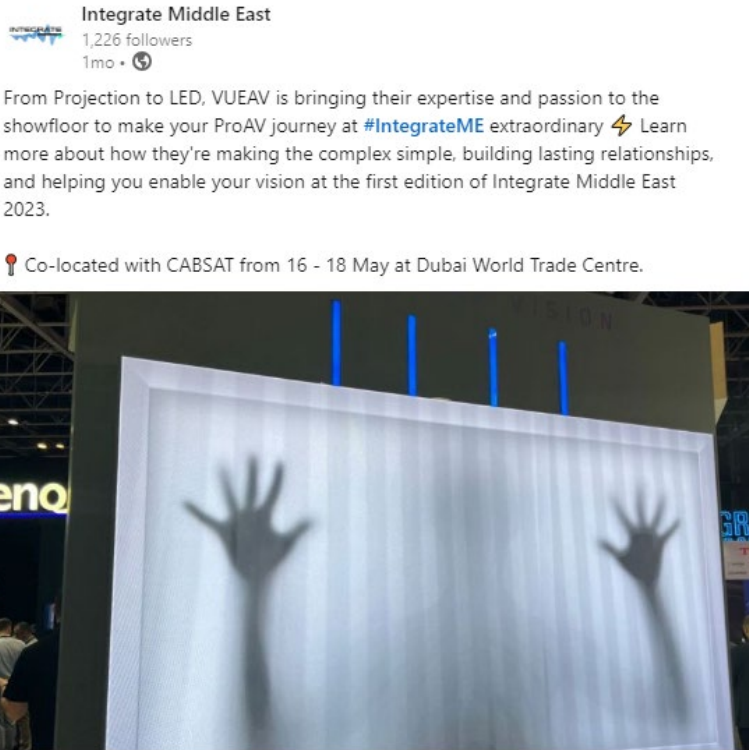 Integrate Middle East
INTEGRATE
1,226 followers
1mo •
From Projection to LED, VUEAV is bringing their expertise and passion to the
showfloor to make your ProAV journey at #IntegrateME extraordinary ⚡ Learn
more about how they're making the complex simple, building lasting relationships,
and helping you enable your vision at the first edition of Integrate Middle East
2023.
📍 Co-located with CABSAT from 16 - 18 May at Dubai World Trade Centre.
VISION
enQ
GR